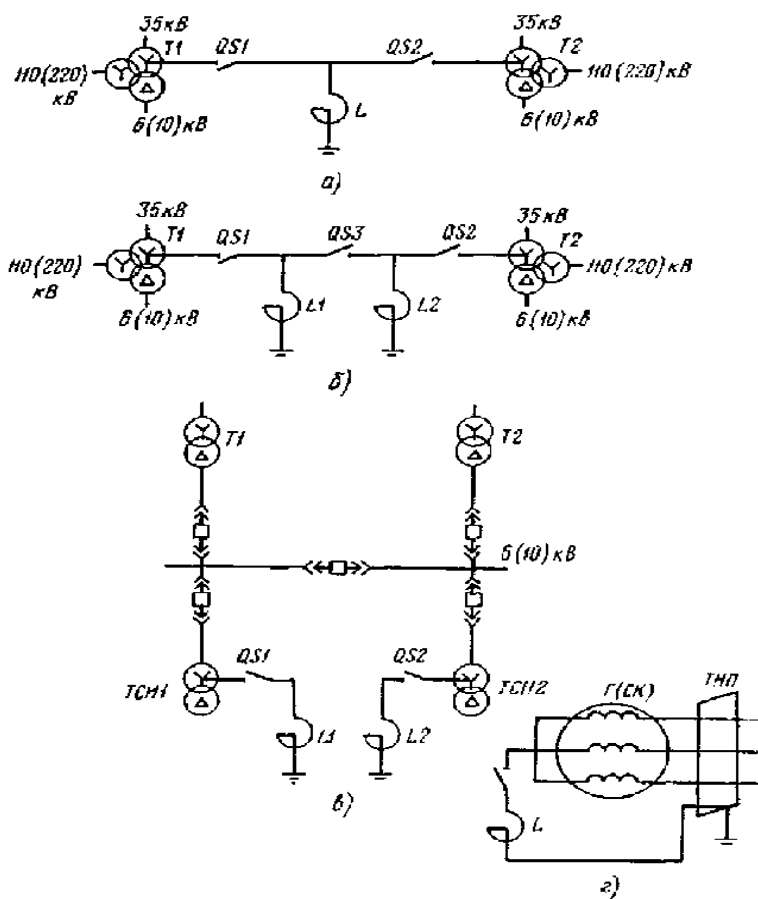 35кВ
T1
QS1
QS2
35кВ
T2
110(220)
кВ
110(220)кВ
6(10)кВ
L
6(10)кВ
а)
35кВ
T1
QS1
QS3
QS2
35кВ
T2
110(220)
кВ
110(220)кВ
6(10)кВ
L1
L2
6(10)кВ
б)
T1
T2
6(10)кВ
QS1
QS2
ТСН1
ТСН2
L1
L2
в)
Г(СК)
ТНП
L
г)